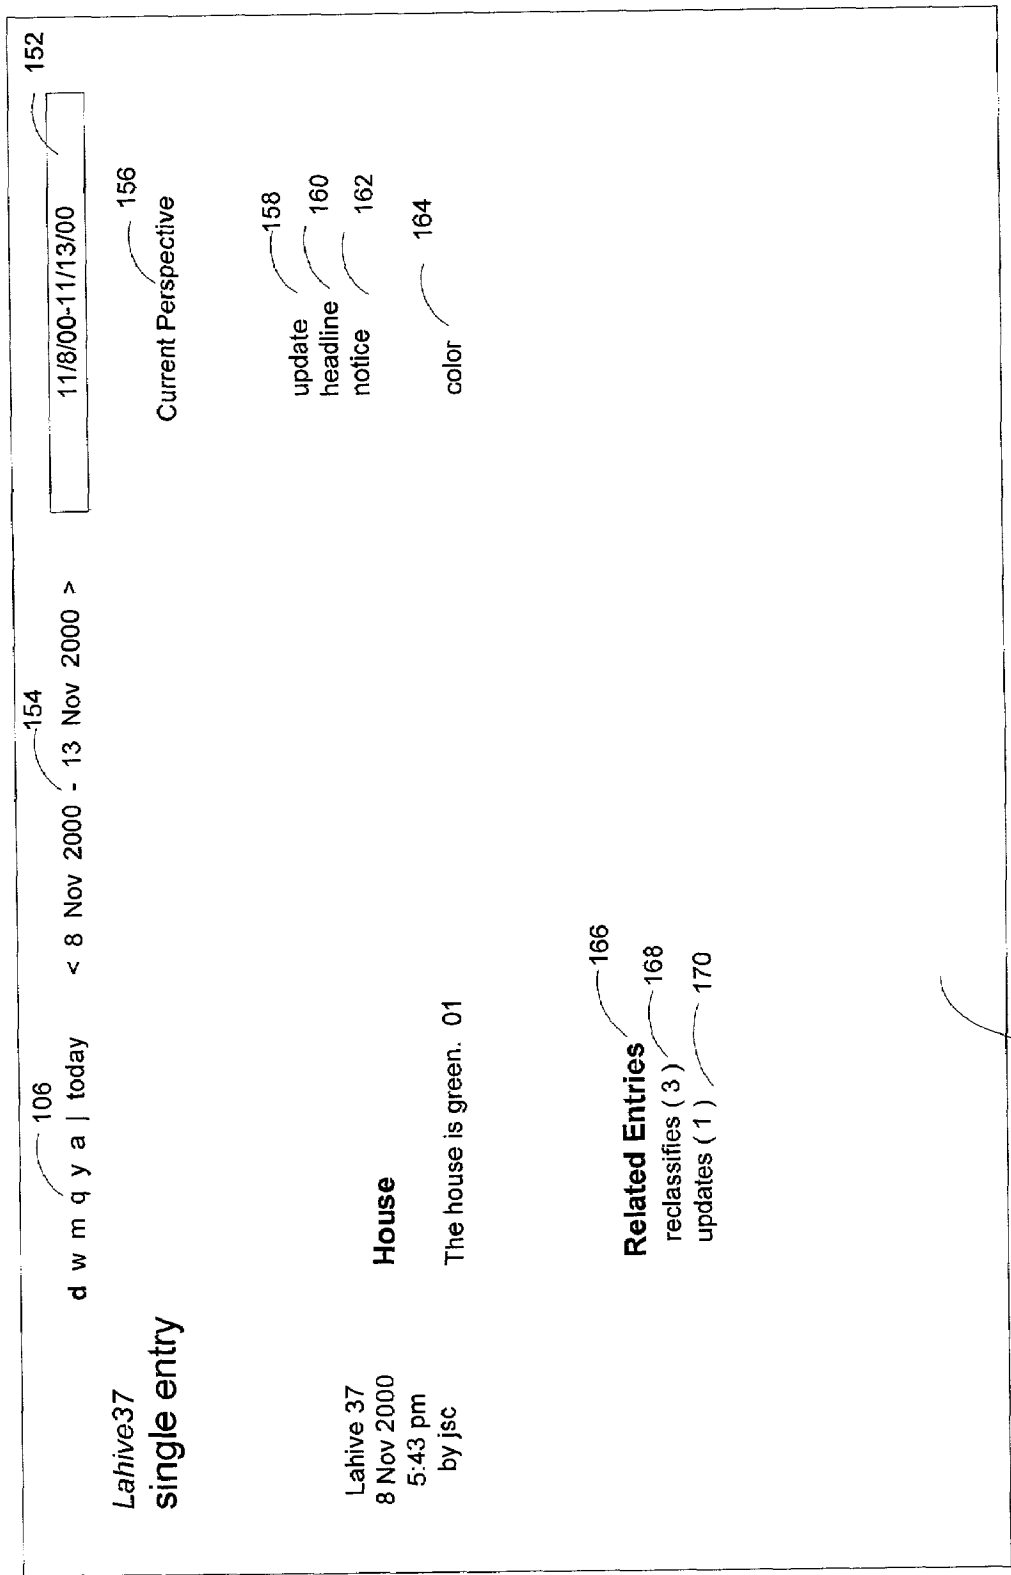 152
154
106
d w m q y a | today < 8 Nov 2000 - 13 Nov 2000 > 11/8/00-11/13/00
Lahive37
single entry
156
Current Perspective
Lahive 37
8 Nov 2000
5:43 pm
by jsc
House
The house is green. 01
158
update
160
headline
162
notice
164
color
166
Related Entries
168
reclassifies ( 3 )
170
updates ( 1 )